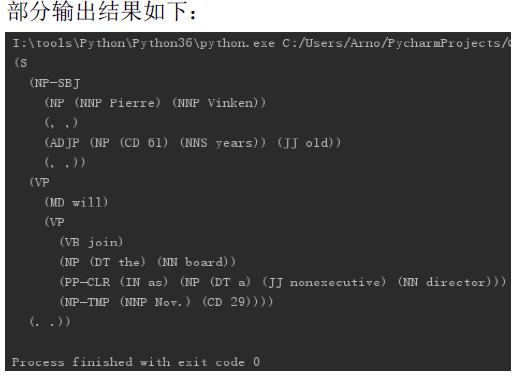 部分输出结果如下：
I:\tools\Python\Python36\python.exe C:/Users/Arno/PycharmProjects/
(S
(NP-SBJ
(NP (NNP Pierre) (NNP Vinken))
(, ,)
(ADJP (NP (CD 61) (NNS years)) (JJ old))
(, ,))
(VP
(MD will)
(VP
(VB join)
(NP (DT the) (NN board))
(PP-CLR (IN as) (NP (DT a) (JJ nonexecutive) (NN director)))
(NP-TMP (NNP Nov.) (CD 29))))
(. .))
Process finished with exit code 0